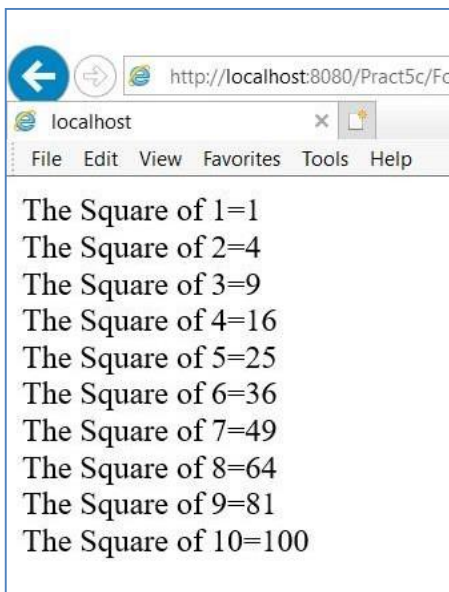 http://localhost:8080/Pract5c/Fo
localhost
File Edit View Favorites Tools Help
The Square of 1=1
The Square of 2=4
The Square of 3=9
The Square of 4=16
The Square of 5=25
The Square of 6=36
The Square of 7=49
The Square of 8=64
The Square of 9=81
The Square of 10=100